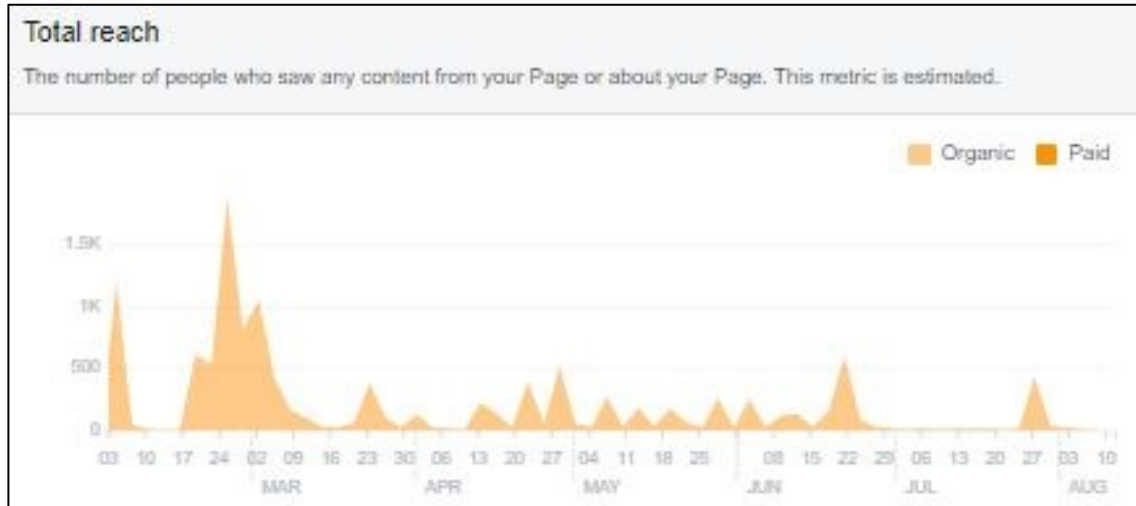 Total reach
The number of people who saw any content from your Page or about your Page. This metric is estimated.
Organic Paid
1.5K
1K
500
0
03 10 17 24 02 09 16 23 30 06 13 20 27 04 11 18 25 08 15 22 29 06 13 20 27 03 10
MAR APR MAY JUN JUL AUG